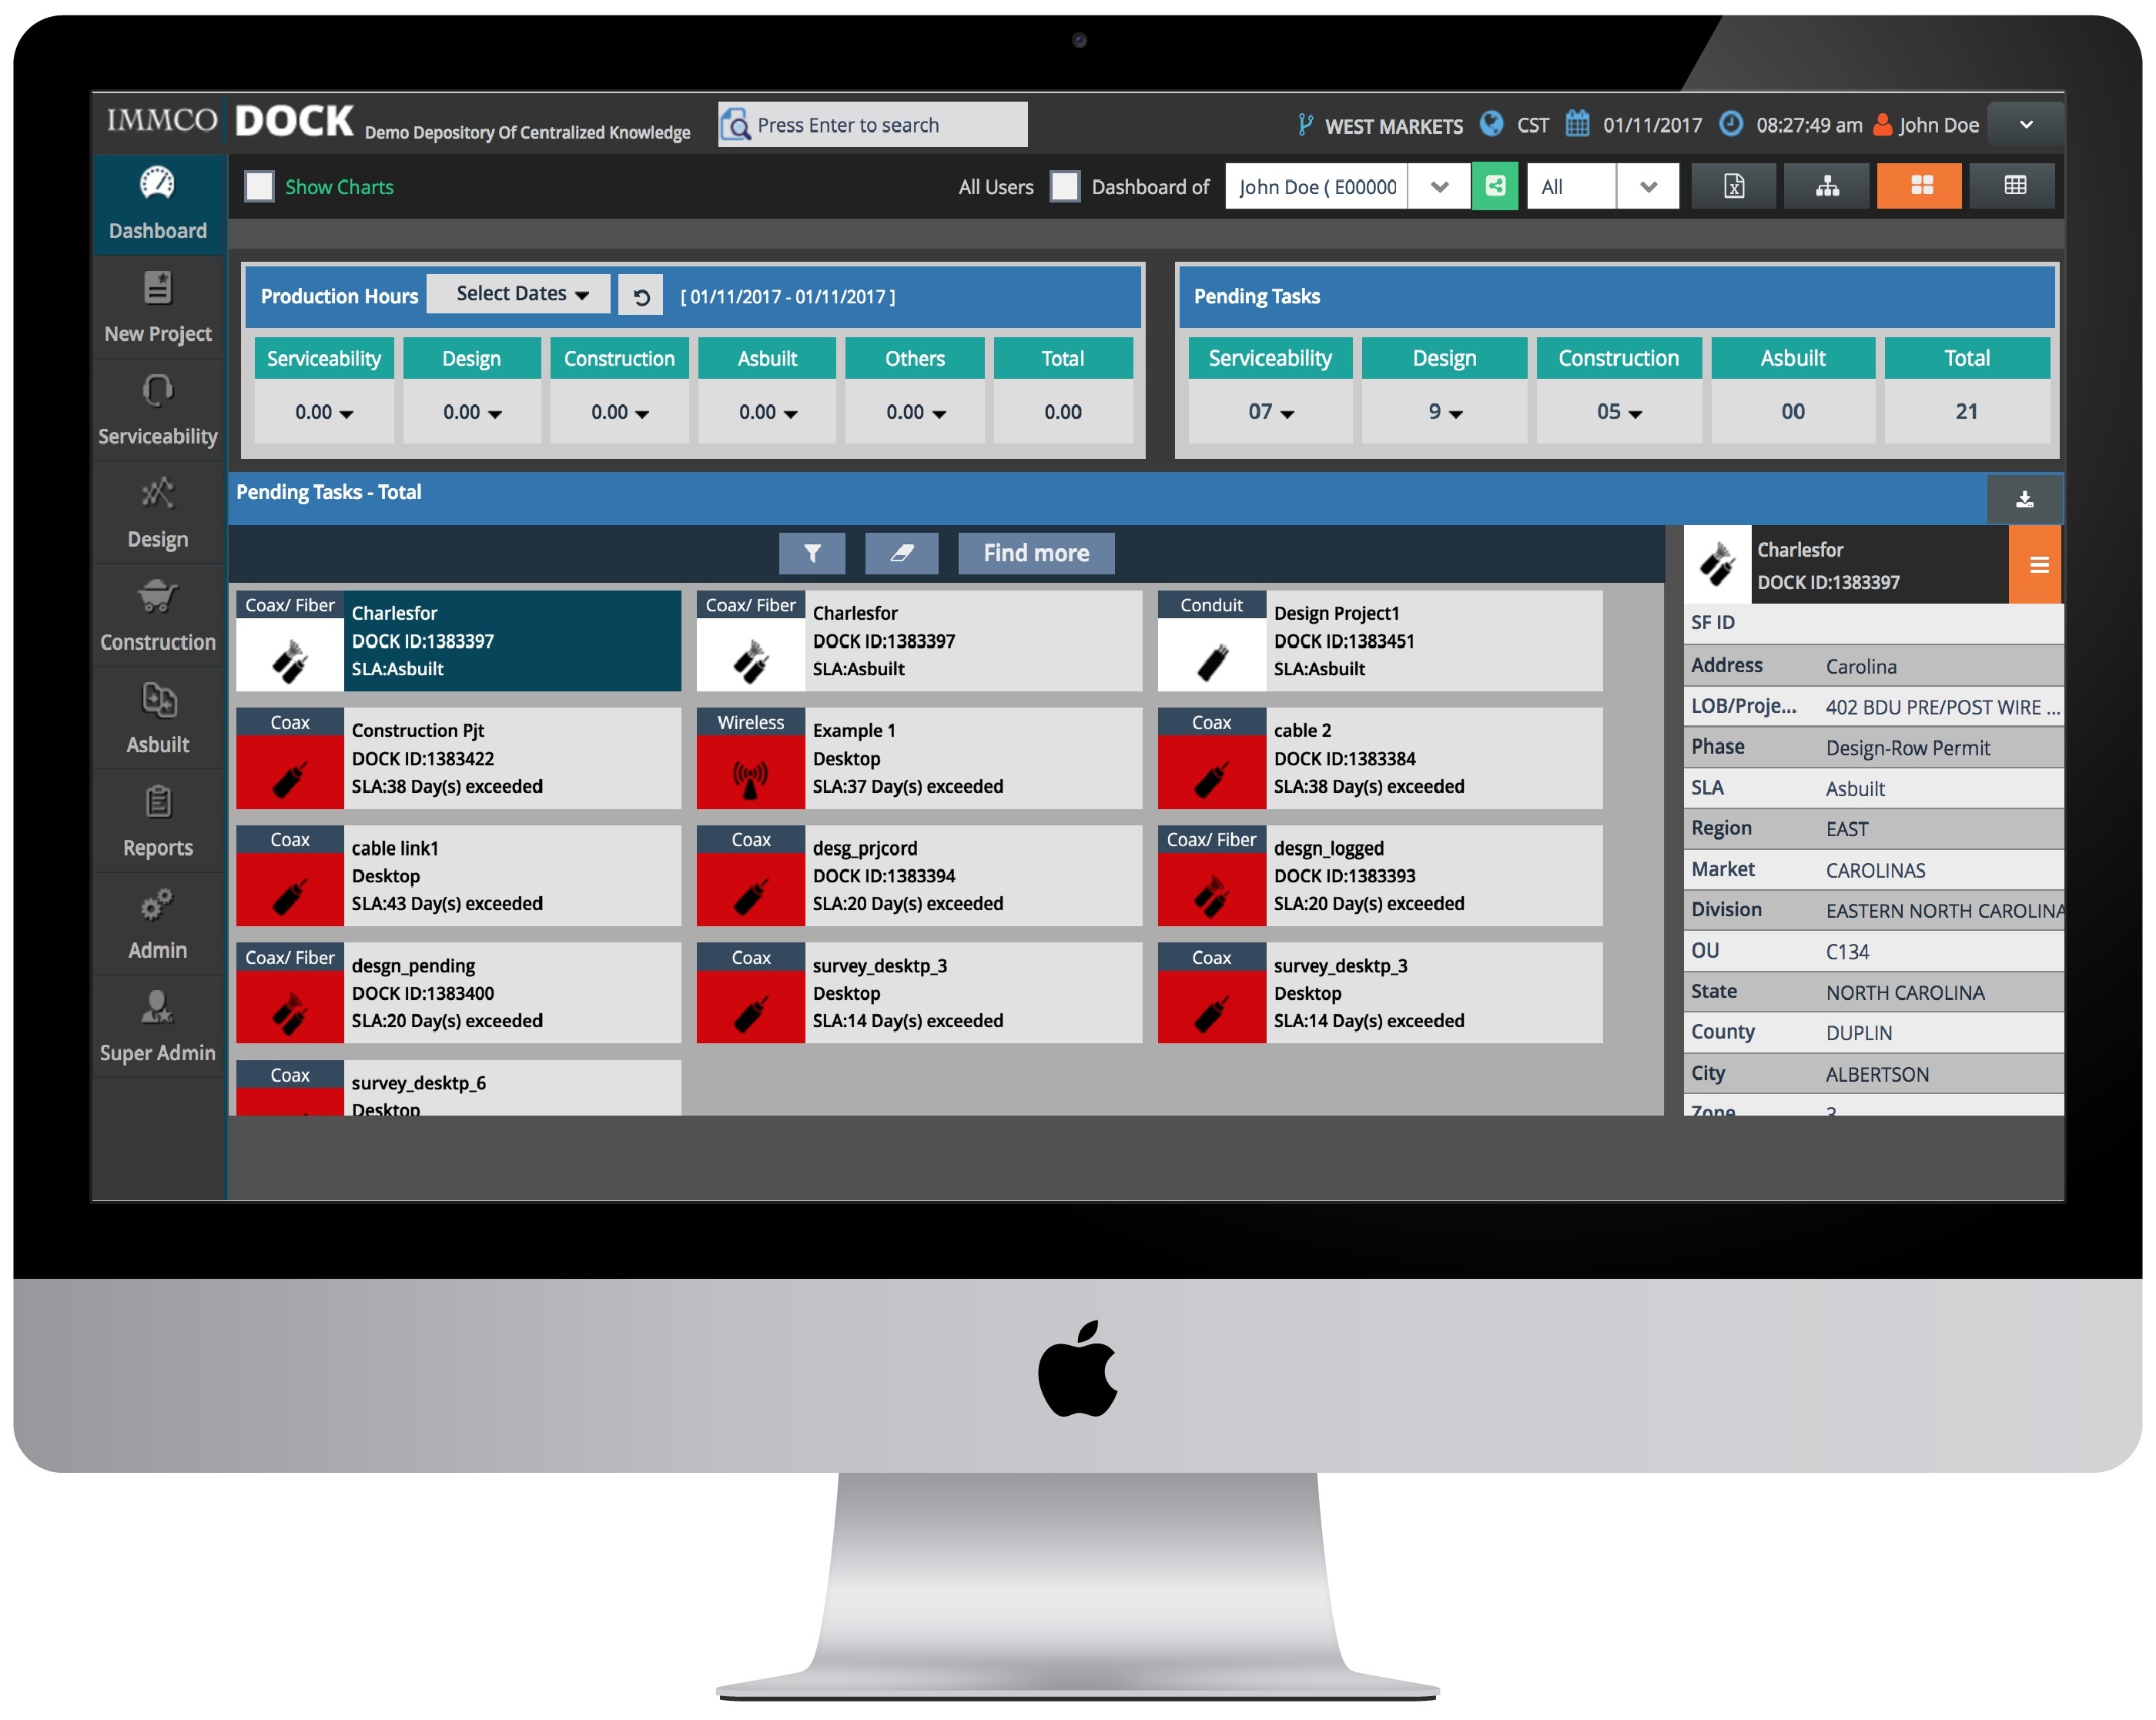 IMMCO DOCK Demo Depository Of Centralized Knowledge
Press Enter to search
WEST MARKETS CST 01/11/2017 08:27:49 am John Doe
Dashboard
New Project
Serviceability
Design
Construction
Asbuilt
Reports
Admin
Super Admin
Show Charts
All Users Dashboard of John Doe ( E00000 All
Production Hours Select Dates [ 01/11/2017 - 01/11/2017 ]
Serviceability Design Construction Asbuilt Others Total
0.00 0.00 0.00 0.00 0.00 0.00
Pending Tasks
Serviceability Design Construction Asbuilt Total
07 9 05 00 21
Pending Tasks - Total
Find more
Coax/ Fiber
Charlesfor
DOCK ID:1383397
SLA:Asbuilt
Coax/ Fiber
Charlesfor
DOCK ID:1383397
SLA:Asbuilt
Conduit
Design Project1
DOCK ID:1383451
SLA:Asbuilt
Coax
Construction Pjt
DOCK ID:1383422
SLA:38 Day(s) exceeded
Wireless
Example 1
Desktop
SLA:37 Day(s) exceeded
Coax
cable 2
DOCK ID:1383384
SLA:38 Day(s) exceeded
Coax
cable link1
Desktop
SLA:43 Day(s) exceeded
Coax
desg_prjcord
DOCK ID:1383394
SLA:20 Day(s) exceeded
Coax/ Fiber
desgn_logged
DOCK ID:1383393
SLA:20 Day(s) exceeded
Coax/ Fiber
desgn_pending
DOCK ID:1383400
SLA:20 Day(s) exceeded
Coax
survey_desktp_3
Desktop
SLA:14 Day(s) exceeded
Coax
survey_desktp_3
Desktop
SLA:14 Day(s) exceeded
Coax
survey_desktp_6
Desktop
Charlesfor
DOCK ID:1383397
SF ID
Address Carolina
LOB/Proje... 402 BDU PRE/POST WIRE ...
Phase Design-Row Permit
SLA Asbuilt
Region EAST
Market CAROLINAS
Division EASTERN NORTH CAROLINA
OU C134
State NORTH CAROLINA
County DUPLIN
City ALBERTSON
Zone